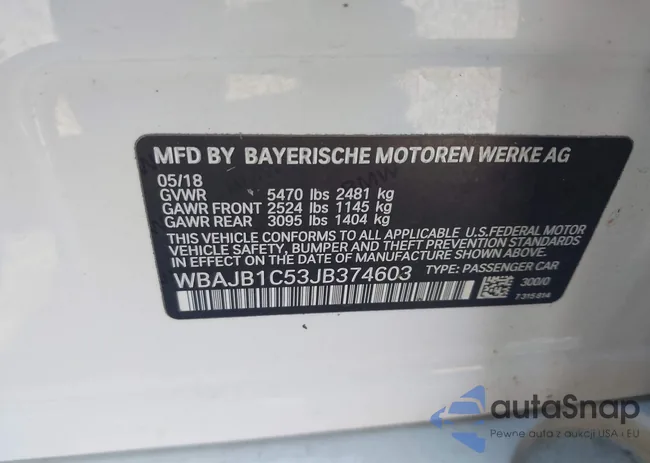 MFD BY BAYERISCHE MOTOREN WERKE AG
05/18
GVWR 5470 lbs 2481 kg
GAWR FRONT 2524 lbs 1145 kg
GAWR REAR 3095 lbs 1404 kg
THIS VEHICLE CONFORMS TO ALL APPLICABLE U.S.FEDERAL MOTOR
VEHICLE SAFETY, BUMPER AND THEFT PREVENTION STANDARDS
IN EFFECT ON THE DATE OF MANUFACTURE SHOWN ABOVE.
WBAJB1C53JB374603 TYPE: PASSENGER CAR
300/0
7315814
autaSnap
Pewne auta z aukcji USA i EU